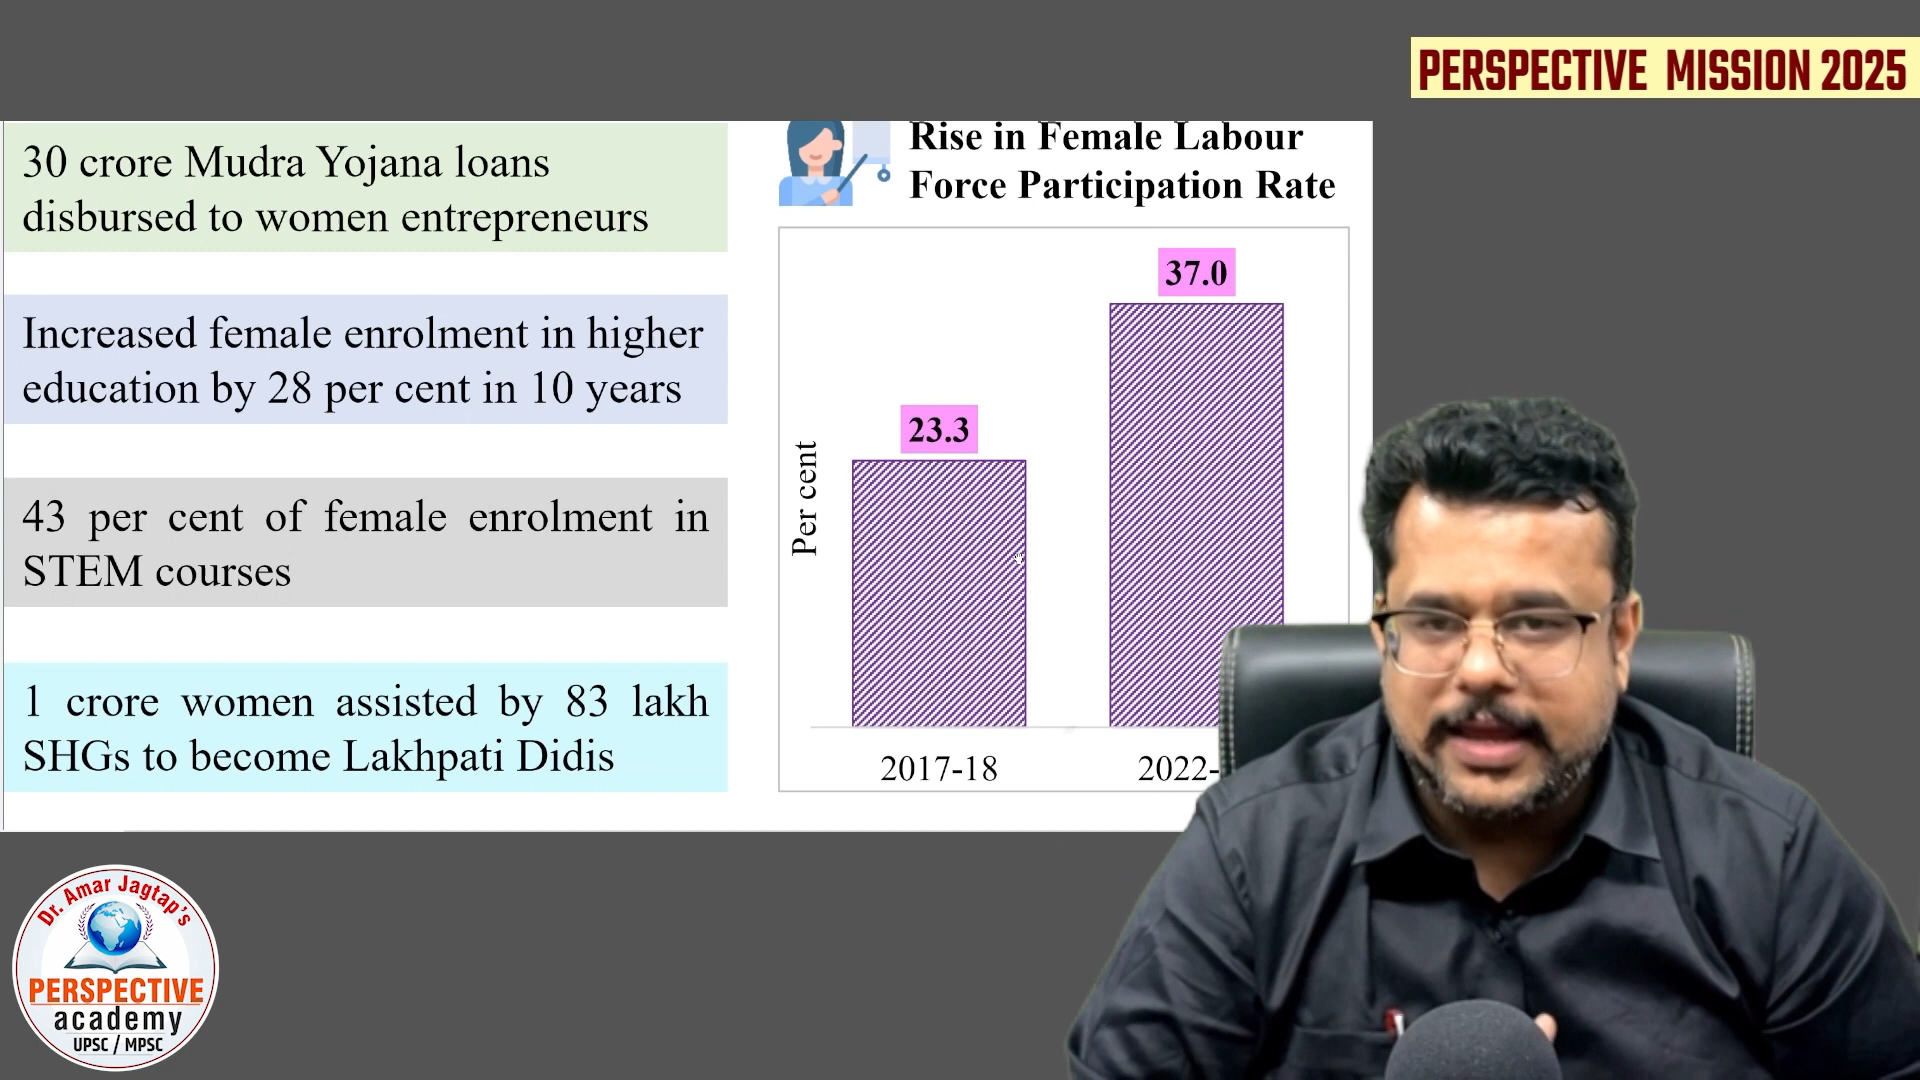 PERSPECTIVE MISSION 2025
30 crore Mudra Yojana loans
disbursed to women entrepreneurs
Increased female enrolment in higher
education by 28 per cent in 10 years
43 per cent of female enrolment in
STEM courses
1 crore women assisted by 83 lakh
SHGs to become Lakhpati Didis
Rise in Female Labour
Force Participation Rate
37.0
23.3
Per cent
2017-18
2022-
Dr. Amar Jagtap's
PERSPECTIVE
academy
UPSC / MPSC